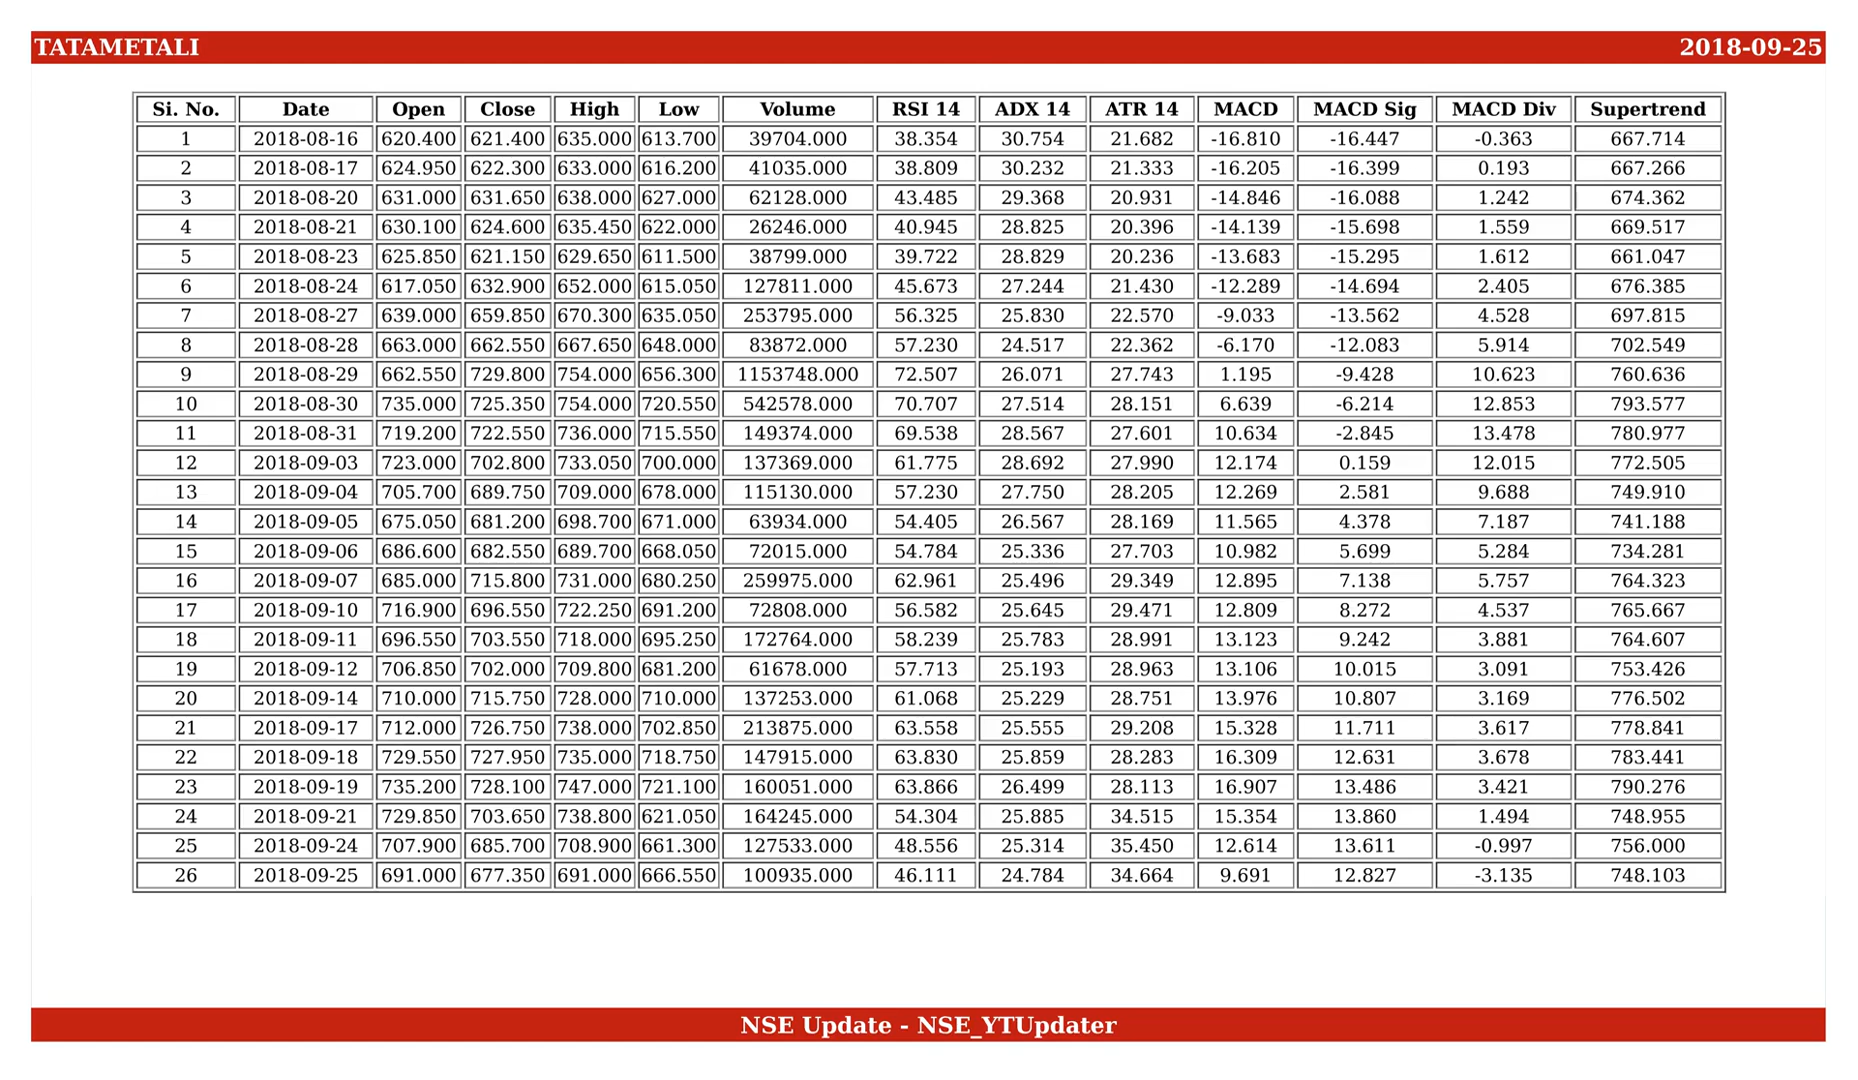 TATAMETALI 2018-09-25
Si. No. Date Open Close High Low Volume RSI 14 ADX 14 ATR 14 MACD MACD Sig MACD Div Supertrend
1 2018-08-16 620.400 621.400 635.000 613.700 39704.000 38.354 30.754 21.682 -16.810 -16.447 -0.363 667.714
2 2018-08-17 624.950 622.300 633.000 616.200 41035.000 38.809 30.232 21.333 -16.205 -16.399 0.193 667.266
3 2018-08-20 631.000 631.650 638.000 627.000 62128.000 43.485 29.368 20.931 -14.846 -16.088 1.242 674.362
4 2018-08-21 630.100 624.600 635.450 622.000 26246.000 40.945 28.825 20.396 -14.139 -15.698 1.559 669.517
5 2018-08-23 625.850 621.150 629.650 611.500 38799.000 39.722 28.829 20.236 -13.683 -15.295 1.612 661.047
6 2018-08-24 617.050 632.900 652.000 615.050 127811.000 45.673 27.244 21.430 -12.289 -14.694 2.405 676.385
7 2018-08-27 639.000 659.850 670.300 635.050 253795.000 56.325 25.830 22.570 -9.033 -13.562 4.528 697.815
8 2018-08-28 663.000 662.550 667.650 648.000 83872.000 57.230 24.517 22.362 -6.170 -12.083 5.914 702.549
9 2018-08-29 662.550 729.800 754.000 656.300 1153748.000 72.507 26.071 27.743 1.195 -9.428 10.623 760.636
10 2018-08-30 735.000 725.350 754.000 720.550 542578.000 70.707 27.514 28.151 6.639 -6.214 12.853 793.577
11 2018-08-31 719.200 722.550 736.000 715.550 149374.000 69.538 28.567 27.601 10.634 -2.845 13.478 780.977
12 2018-09-03 723.000 702.800 733.050 700.000 137369.000 61.775 28.692 27.990 12.174 0.159 12.015 772.505
13 2018-09-04 705.700 689.750 709.000 678.000 115130.000 57.230 27.750 28.205 12.269 2.581 9.688 749.910
14 2018-09-05 675.050 681.200 698.700 671.000 63934.000 54.405 26.567 28.169 11.565 4.378 7.187 741.188
15 2018-09-06 686.600 682.550 689.700 668.050 72015.000 54.784 25.336 27.703 10.982 5.699 5.284 734.281
16 2018-09-07 685.000 715.800 731.000 680.250 259975.000 62.961 25.496 29.349 12.895 7.138 5.757 764.323
17 2018-09-10 716.900 696.550 722.250 691.200 72808.000 56.582 25.645 29.471 12.809 8.272 4.537 765.667
18 2018-09-11 696.550 703.550 718.000 695.250 172764.000 58.239 25.783 28.991 13.123 9.242 3.881 764.607
19 2018-09-12 706.850 702.000 709.800 681.200 61678.000 57.713 25.193 28.963 13.106 10.015 3.091 753.426
20 2018-09-14 710.000 715.750 728.000 710.000 137253.000 61.068 25.229 28.751 13.976 10.807 3.169 776.502
21 2018-09-17 712.000 726.750 738.000 702.850 213875.000 63.558 25.555 29.208 15.328 11.711 3.617 778.841
22 2018-09-18 729.550 727.950 735.000 718.750 147915.000 63.830 25.859 28.283 16.309 12.631 3.678 783.441
23 2018-09-19 735.200 728.100 747.000 721.100 160051.000 63.866 26.499 28.113 16.907 13.486 3.421 790.276
24 2018-09-21 729.850 703.650 738.800 621.050 164245.000 54.304 25.885 34.515 15.354 13.860 1.494 748.955
25 2018-09-24 707.900 685.700 708.900 661.300 127533.000 48.556 25.314 35.450 12.614 13.611 -0.997 756.000
26 2018-09-25 691.000 677.350 691.000 666.550 100935.000 46.111 24.784 34.664 9.691 12.827 -3.135 748.103
NSE Update - NSE_YTUpdater